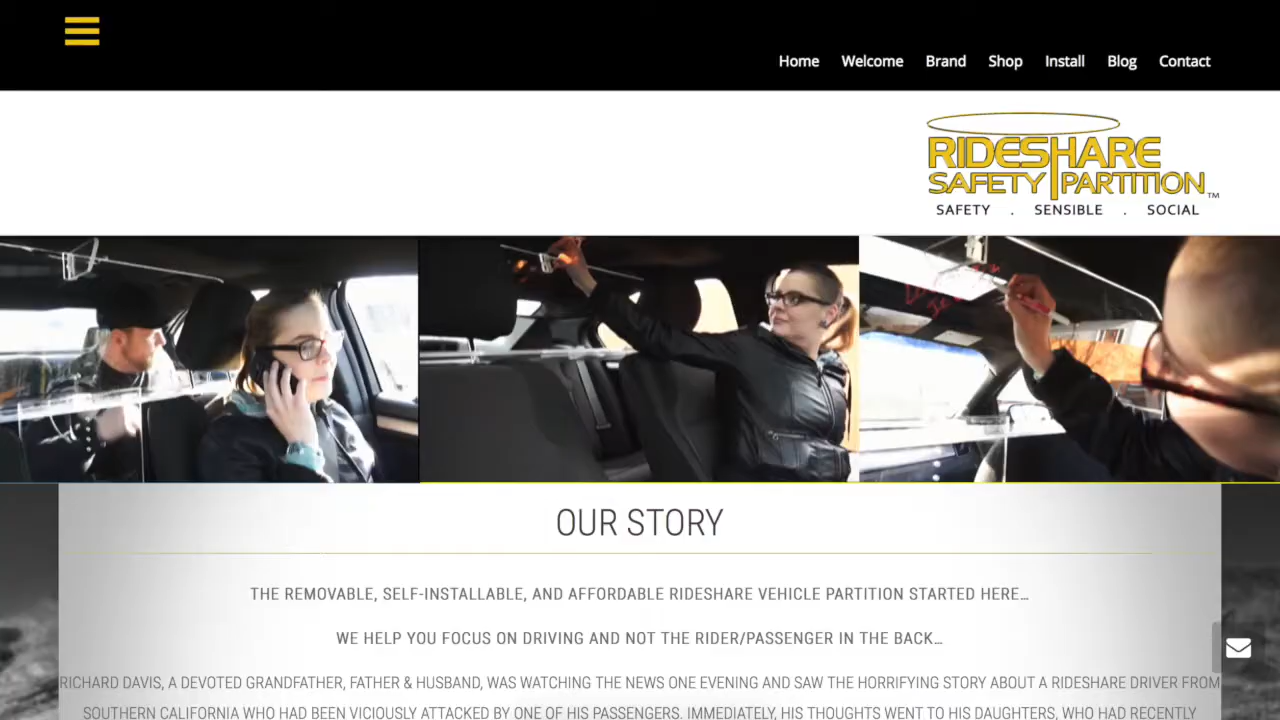 Home Welcome Brand Shop Install Blog Contact
RIDESHARE
SAFETY PARTITION™
SAFETY . SENSIBLE . SOCIAL
OUR STORY
THE REMOVABLE, SELF-INSTALLABLE, AND AFFORDABLE RIDESHARE VEHICLE PARTITION STARTED HERE…
WE HELP YOU FOCUS ON DRIVING AND NOT THE RIDER/PASSENGER IN THE BACK…
RICHARD DAVIS, A DEVOTED GRANDFATHER, FATHER & HUSBAND, WAS WATCHING THE NEWS ONE EVENING AND SAW THE HORRIFYING STORY ABOUT A RIDESHARE DRIVER FROM
SOUTHERN CALIFORNIA WHO HAD BEEN VICIOUSLY ATTACKED BY ONE OF HIS PASSENGERS. IMMEDIATELY, HIS THOUGHTS WENT TO HIS DAUGHTERS, WHO HAD RECENTLY